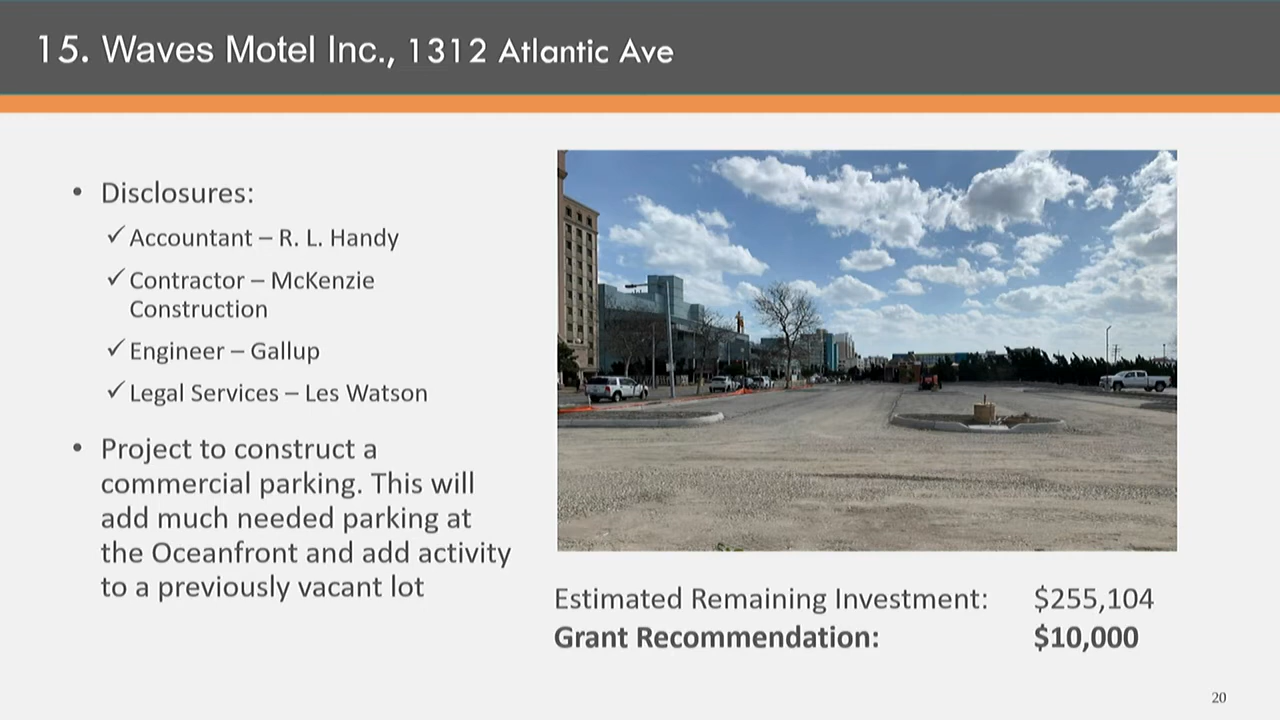 15. Waves Motel Inc., 1312 Atlantic Ave
• Disclosures:
✓ Accountant – R. L. Handy
✓ Contractor – McKenzie
Construction
✓ Engineer – Gallup
✓ Legal Services – Les Watson
• Project to construct a
commercial parking. This will
add much needed parking at
the Oceanfront and add activity
to a previously vacant lot
Estimated Remaining Investment: $255,104
Grant Recommendation: $10,000
20